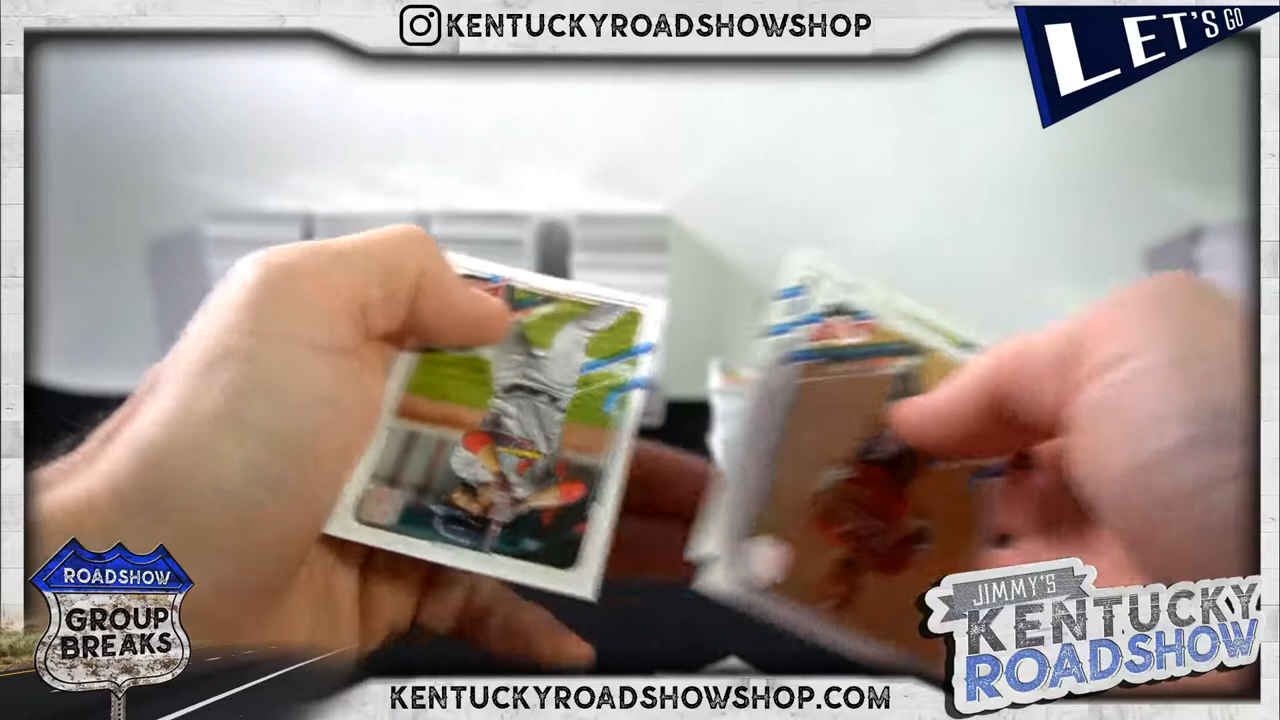 KENTUCKYROADSHOWSHOP
LET'S GO
ROADSHOW
GROUP
BREAKS
JIMMY'S
KENTUCKY
ROADSHOW
KENTUCKYROADSHOWSHOP.COM